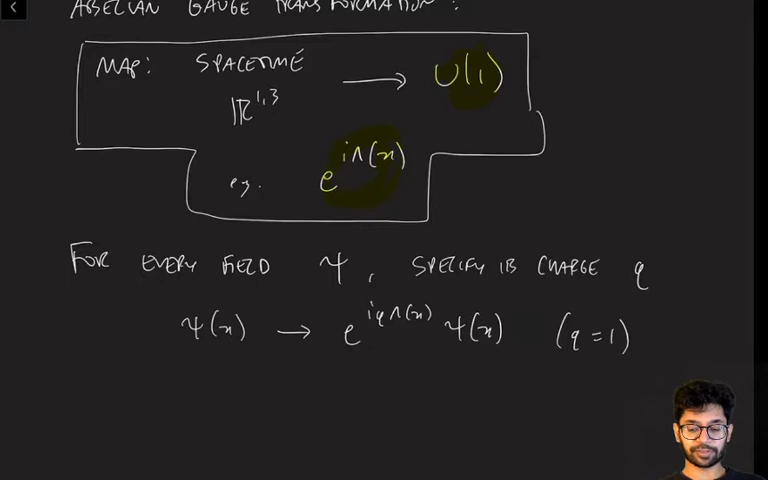 ABELIAN GAUGE TRANSFORMATION:
MAP: SPACETIME → U(1)
ℝ^{1,3}
e.g. e^{iΛ(x)}
FOR EVERY FIELD ψ, SPECIFY ITS CHARGE q
ψ(x) → e^{iqΛ(x)} ψ(x) (q = 1)